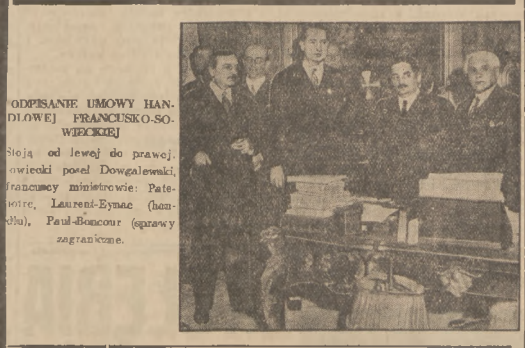 ODPISANIE UMOWY HAN-
DLOWEJ FRANCUSKO-SO-
WIECKIEJ
Stoją od lewej do prawej.
owiecki poseł Dowgalewski,
francuscy ministrowie: Pate-
notre, Laurent-Eynac (han-
dlu), Paul-Boncour (sprawy
zagraniczne.